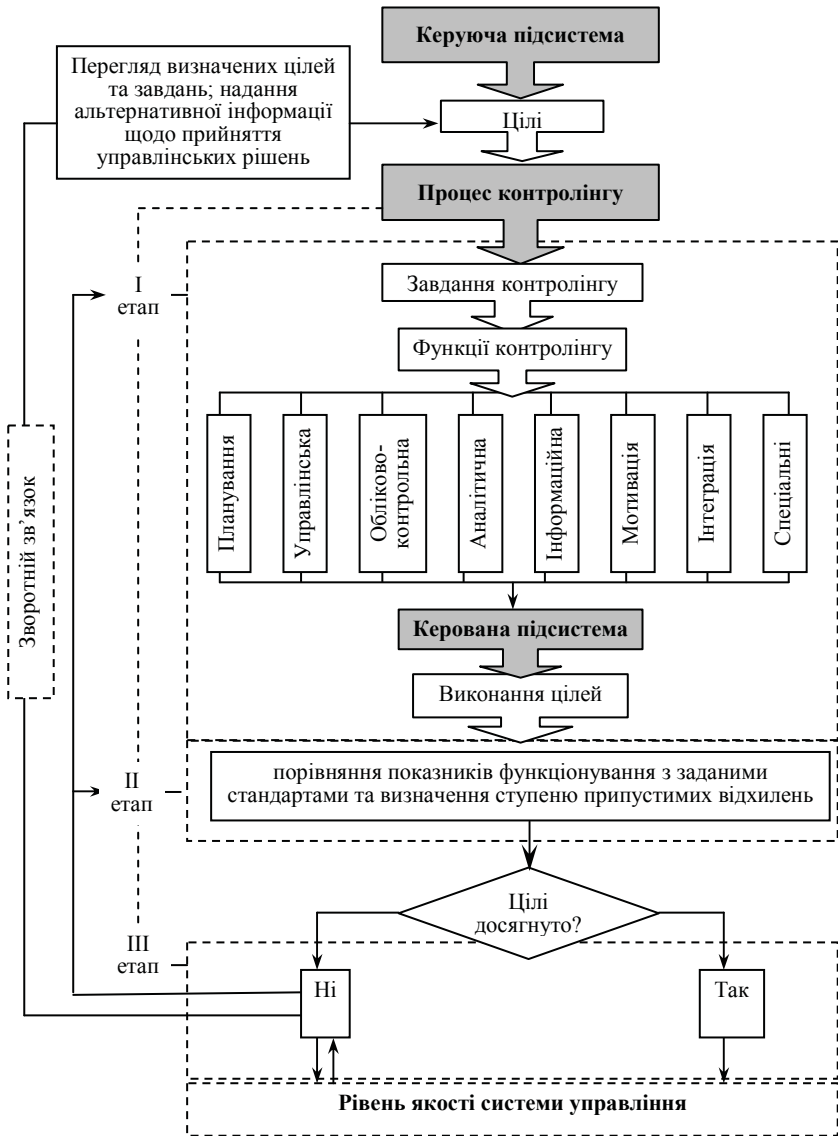 Керуюча підсистема
Перегляд визначених цілей
та завдань; надання
альтернативної інформації
щодо прийняття
управлінських рішень
Цілі
Процес контролінгу
І
етап
Завдання контролінгу
Функції контролінгу
Планування
Управлінська
Обліково-
контрольна
Аналітична
Інформаційна
Мотивація
Інтеграція
Спеціальні
Зворотній зв’язок
Керована підсистема
Виконання цілей
ІІ
етап
порівняння показників функціонування з заданими
стандартами та визначення ступеню припустимих відхилень
Цілі
досягнуто?
ІІІ
етап
Ні
Так
Рівень якості системи управління